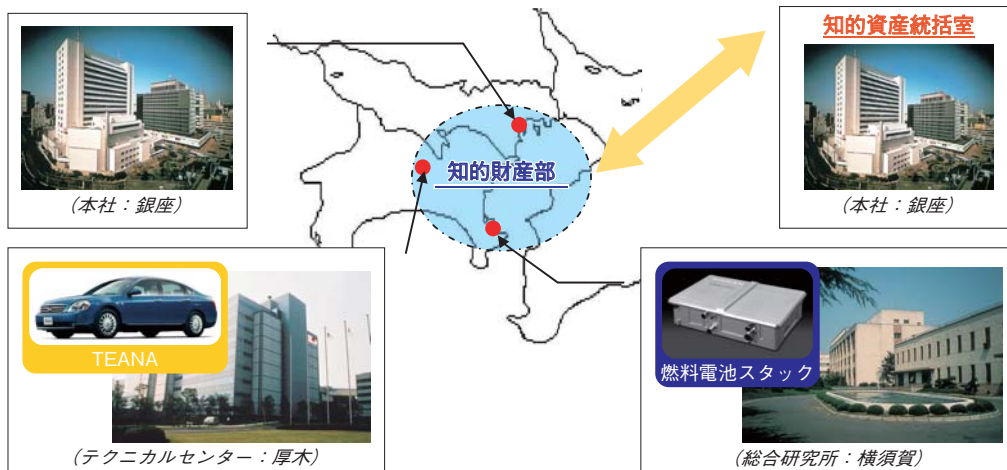 知的資産統括室
(本社:銀座)
知的財産部
(本社:銀座)
TEANA
燃料電池スタック
(テクニカルセンター:厚木)
(総合研究所:横須賀)